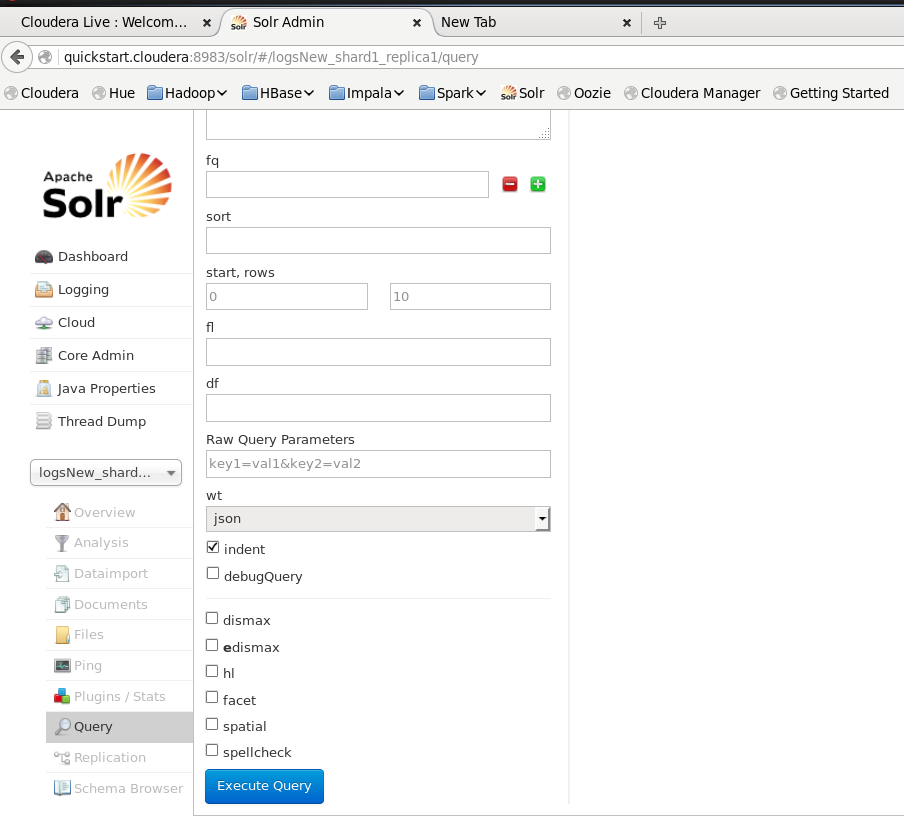 Cloudera Live : Welcom... × Solr Admin × New Tab ×
quickstart.cloudera:8983/solr/#/logsNew_shard1_replica1/query
Cloudera Hue Hadoop HBase Impala Spark Solr Oozie Cloudera Manager Getting Started
Apache
Solr
Dashboard
Logging
Cloud
Core Admin
Java Properties
Thread Dump
logsNew_shard...
Overview
Analysis
Dataimport
Documents
Files
Ping
Plugins / Stats
Query
Replication
Schema Browser
fq
sort
start, rows
0 10
fl
df
Raw Query Parameters
key1=val1&key2=val2
wt
json
indent
debugQuery
dismax
edismax
hl
facet
spatial
spellcheck
Execute Query